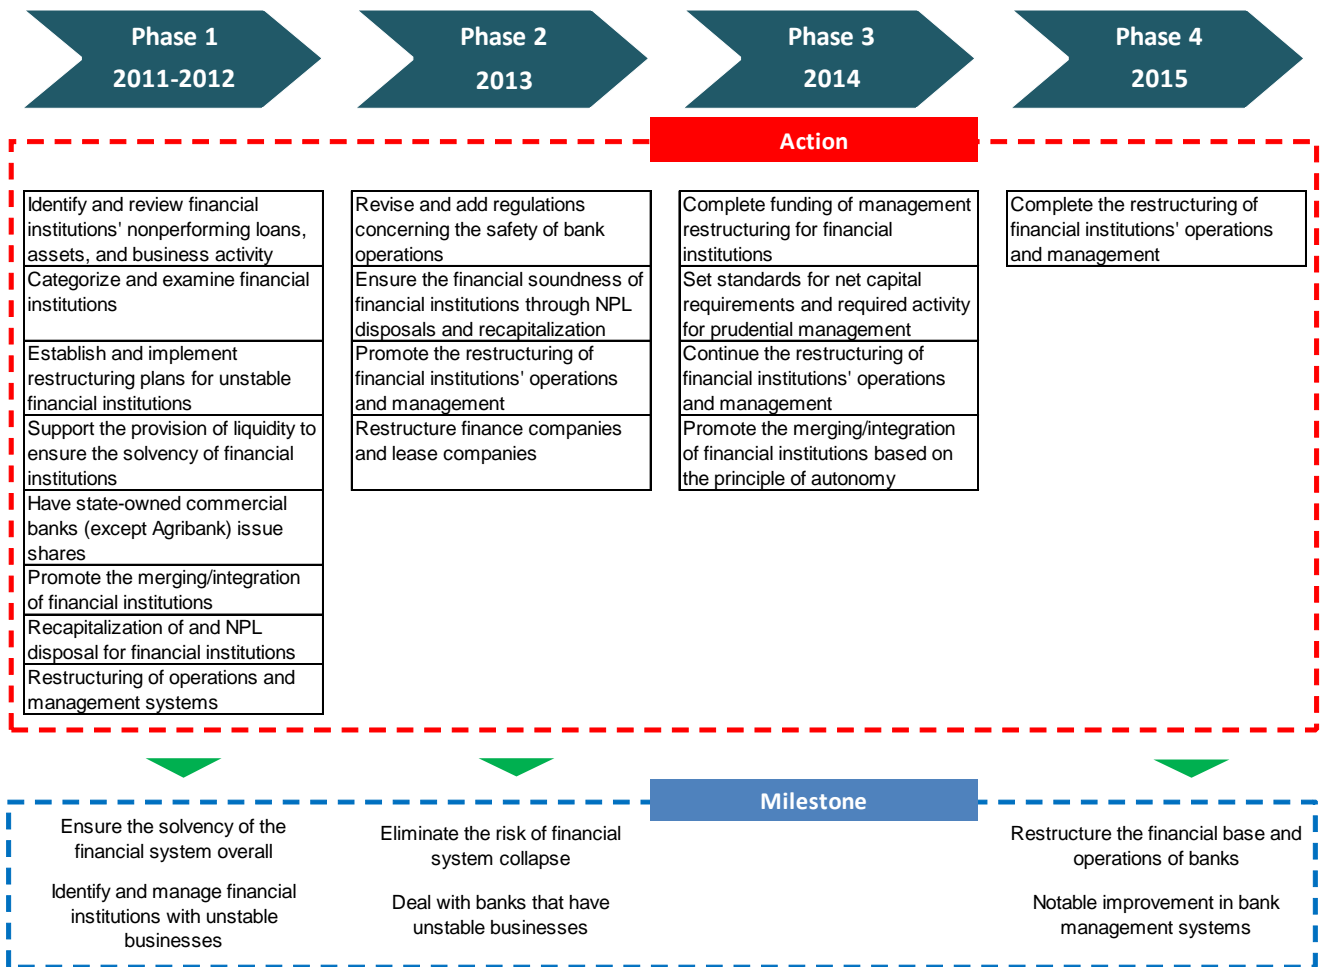 Phase 1
2011-2012
Phase 2
2013
Phase 3
2014
Phase 4
2015
Action
Identify and review financial
institutions' nonperforming loans,
assets, and business activity
Categorize and examine financial
institutions
Establish and implement
restructuring plans for unstable
financial institutions
Support the provision of liquidity to
ensure the solvency of financial
institutions
Have state-owned commercial
banks (except Agribank) issue
shares
Promote the merging/integration
of financial institutions
Recapitalization of and NPL
disposal for financial institutions
Restructuring of operations and
management systems
Revise and add regulations
concerning the safety of bank
operations
Ensure the financial soundness of
financial institutions through NPL
disposals and recapitalization
Promote the restructuring of
financial institutions' operations
and management
Restructure finance companies
and lease companies
Complete funding of management
restructuring for financial
institutions
Set standards for net capital
requirements and required activity
for prudential management
Continue the restructuring of
financial institutions' operations
and management
Promote the merging/integration
of financial institutions based on
the principle of autonomy
Complete the restructuring of
financial institutions' operations
and management
Milestone
Ensure the solvency of the
financial system overall
Identify and manage financial
institutions with unstable
businesses
Eliminate the risk of financial
system collapse
Deal with banks that have
unstable businesses
Restructure the financial base and
operations of banks
Notable improvement in bank
management systems